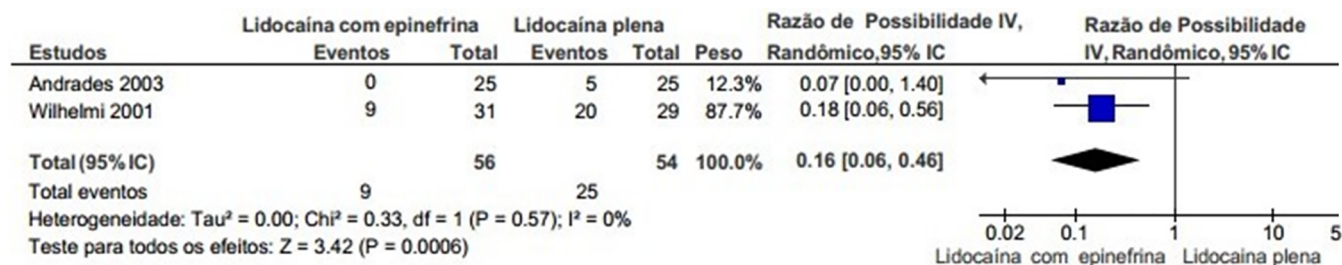 Lidocaína com epinefrina Lidocaína plena Razão de Possibilidade IV, Razão de Possibilidade
Estudos Eventos Total Eventos Total Peso Randômico,95% IC IV, Randômico, 95% IC
Andrades 2003 0 25 5 25 12.3% 0.07 [0.00, 1.40]
Wilhelmi 2001 9 31 20 29 87.7% 0.18 [0.06, 0.56]
Total (95% IC) 56 54 100.0% 0.16 [0.06, 0.46]
Total eventos 9 25
Heterogeneidade: Tau² = 0.00; Chi² = 0.33, df = 1 (P = 0.57); I² = 0%
Teste para todos os efeitos: Z = 3.42 (P = 0.0006)
0.02 0.1 1 10 5
Lidocaina com epinefrina Lidocaina plena